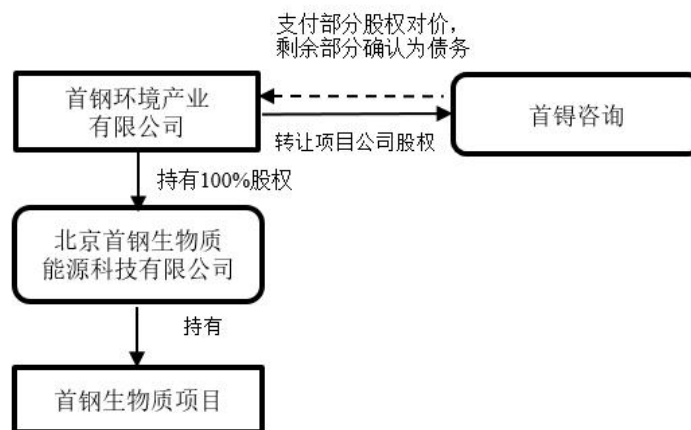 支付部分股权对价，
剩余部分确认为债务
首钢环境产业
有限公司
首锝咨询
转让项目公司股权
持有100%股权
北京首钢生物质
能源科技有限公司
持有
首钢生物质项目